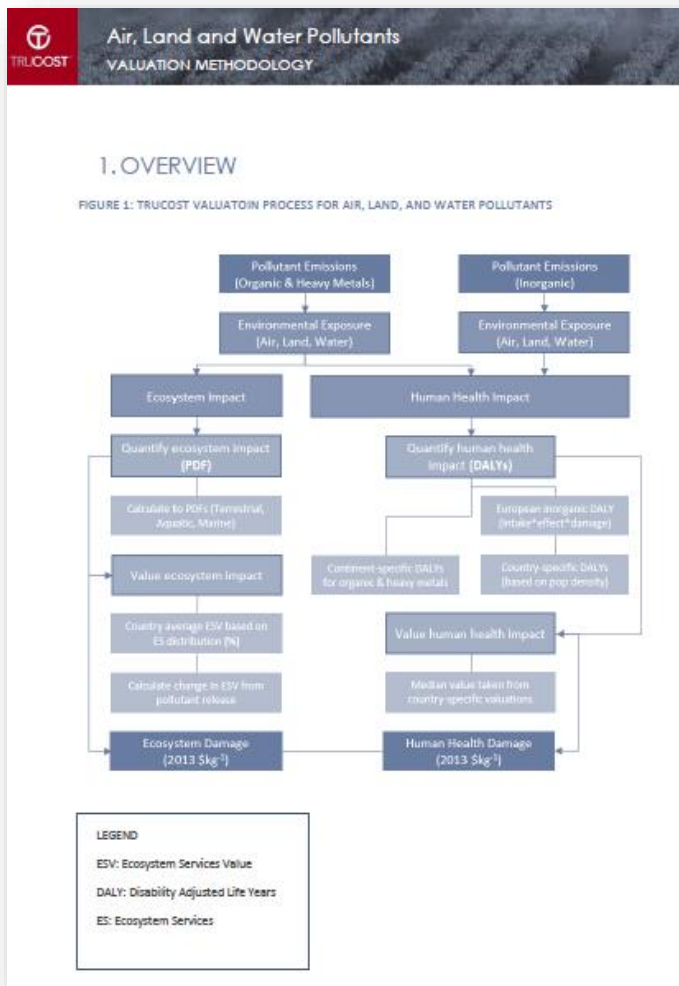 Air, Land and Water Pollutants
TRUCOST
VALUATION METHODOLOGY
1. OVERVIEW
FIGURE 1: TRUCOST VALUATOIN PROCESS FOR AIR, LAND, AND WATER POLLUTANTS
Pollutant Emissions
(Organic & Heavy Metals)
Pollutant Emissions
(Inorganic)
Environmental Exposure
(Air, Land, Water)
Environmental Exposure
(Air, Land, Water)
Ecosystem Impact
Human Health Impact
Quantify ecosystem impact
(PDF)
Quantify human health
impact (DALYs)
Calculate to PDFs (Terrestrial,
Aquatic, Marine)
European inorganic DALY
(intake*effect*damage)
Continent-specific DALYs
for organic & heavy metals
Country-specific DALYs
(based on pop density)
Value ecosystem impact
Country average ESV based on
ES distribution (%)
Value human health impact
Calculate change in ESV from
pollutant release
Median value taken from
country-specific valuations
Ecosystem Damage
(2013 $kg⁻¹)
Human Health Damage
(2013 $kg⁻¹)
LEGEND
ESV: Ecosystem Services Value
DALY: Disability Adjusted Life Years
ES: Ecosystem Services